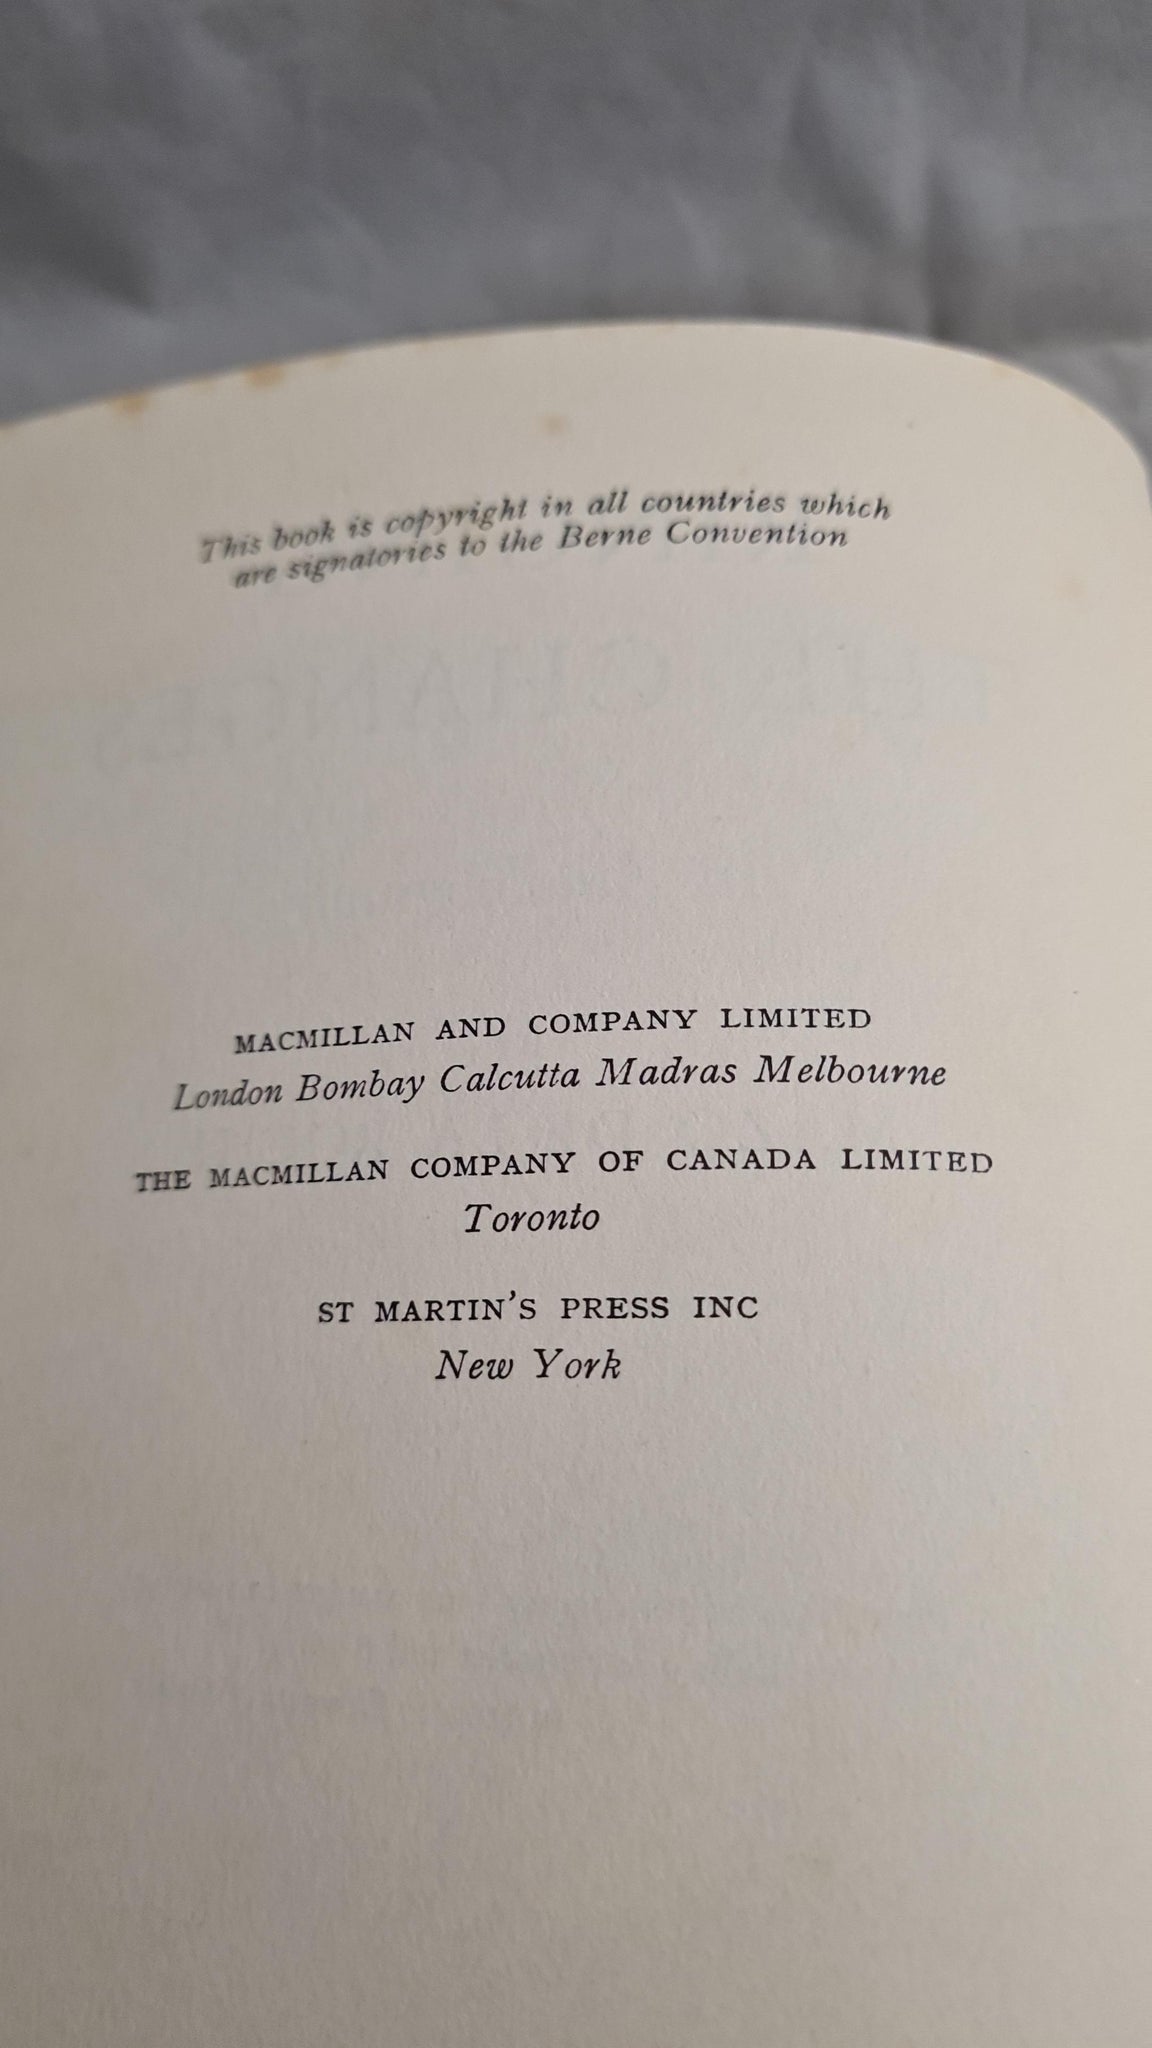 This book is copyright in all countries which
are signatories to the Berne Convention
MACMILLAN AND COMPANY LIMITED
London Bombay Calcutta Madras Melbourne
THE MACMILLAN COMPANY OF CANADA LIMITED
Toronto
ST MARTIN'S PRESS INC
New York